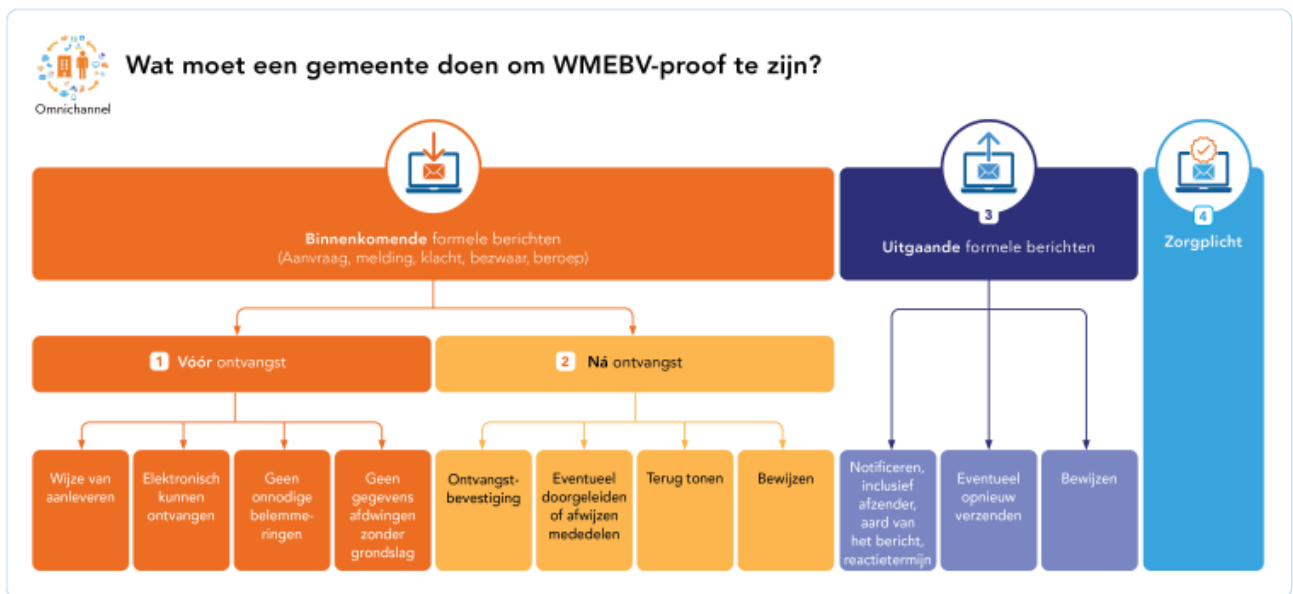 Wat moet een gemeente doen om WMEBV-proof te zijn?
Omnichannel
Binnenkomende formele berichten
(Aanvraag, melding, klacht, bezwaar, beroep)
3
Uitgaande formele berichten
4
Zorgplicht
1 Vóór ontvangst
2 Ná ontvangst
Wijze van
aanleveren
Elektronisch
kunnen
ontvangen
Geen
onnodige
belemme-
ringen
Geen
gegevens
afdwingen
zonder
grondslag
Ontvangst-
bevestiging
Eventueel
doorgeleiden
of afwijzen
mededelen
Terug tonen
Bewijzen
Notificeren,
inclusief
afzender,
aard van
het bericht,
reactietermijn
Eventueel
opnieuw
verzenden
Bewijzen